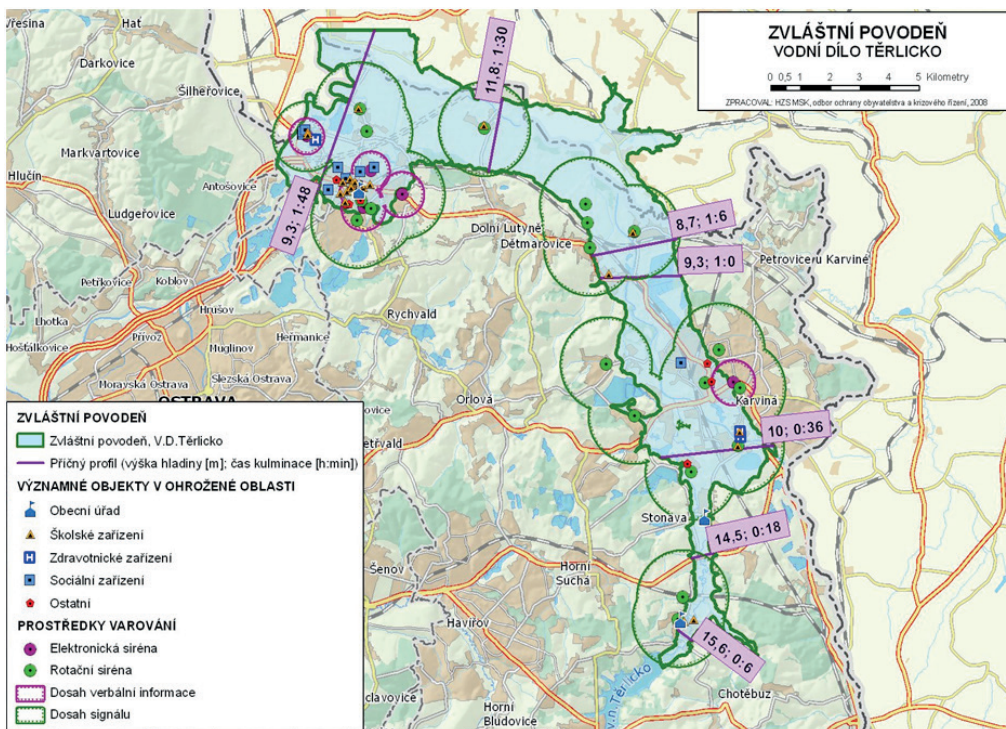 ZVLÁŠTNÍ POVODEŇ
VODNÍ DÍLO TĚRLICKO
0 0,5 1 2 3 4 5 Kilometry
ZPRACOVAL: HZS MSK, odbor ochrany obyvatelstva a krizového řízení, 2008
Hať
Darkovice
Šilheřovice
Markvartovice
Hlučín
Antošovice
Ludgeřovice
Petřkovice
Koblov
Lhotka
Hošťálkovice
Přívoz
Hrušov
Muglinov
Heřmanice
Moravská Ostrava
Slezská Ostrava
OSTRAVA
Rychvald
Orlová
Dolní Lutyně
Dětmarovice
Petroviceru Karviné
Karviná
Stonava
Horní
Suchá
Šenov
Havířov
Horní
Bludovice
v.n. Těrlicko
Chotěbuz
11,8; 1:30
9,3; 1:48
8,7; 1:6
9,3; 1:0
10; 0:36
14,5; 0:18
15,6; 0:6
ZVLÁŠTNÍ POVODEŇ
Zvláštní povodeň, V.D.Těrlicko
Příčný profil (výška hladiny [m]; čas kulminace [h:min])
VÝZNAMNÉ OBJEKTY V OHROŽENÉ OBLASTI
Obecní úřad
Školské zařízení
H Zdravotnické zařízení
Sociální zařízení
Ostatní
PROSTŘEDKY VAROVÁNÍ
Elektronická siréna
Rotační siréna
Dosah verbální informace
Dosah signálu